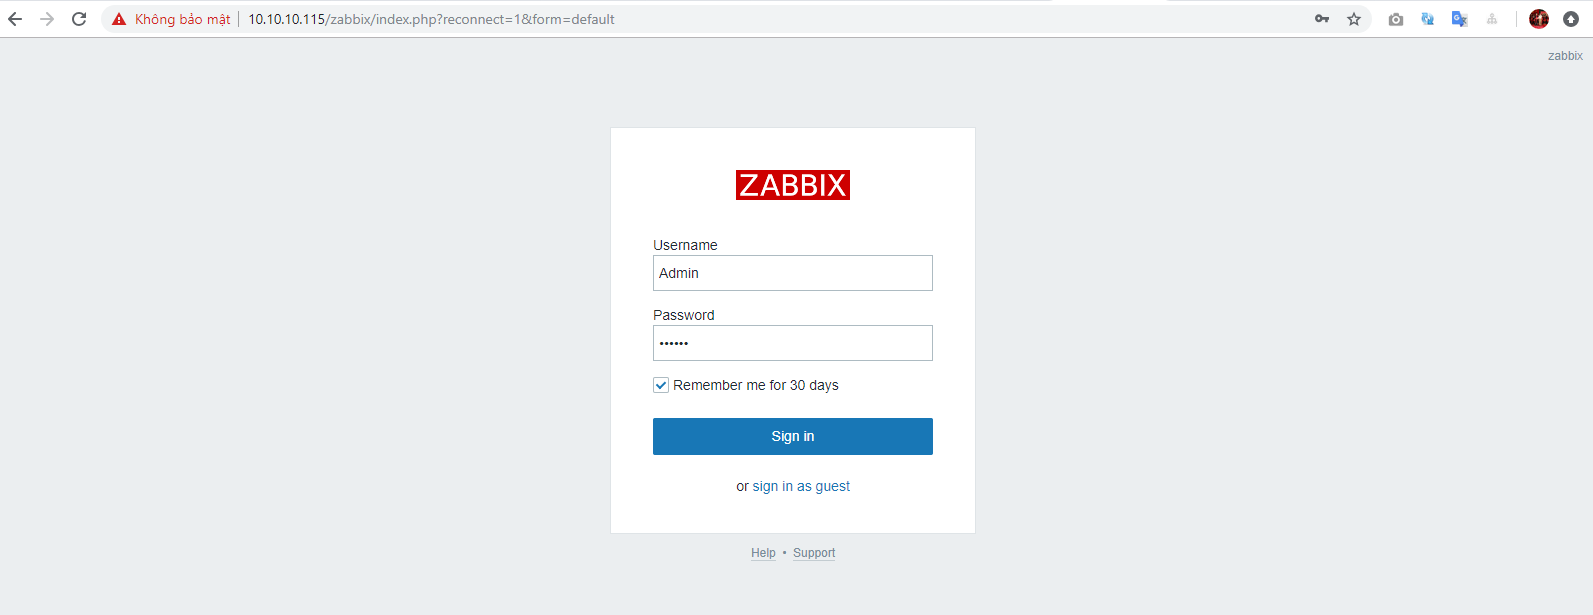 Không bảo mật 10.10.10.115/zabbix/index.php?reconnect=1&form=default
zabbix
ZABBIX
Username
Admin
Password
••••••
Remember me for 30 days
Sign in
or sign in as guest
Help • Support